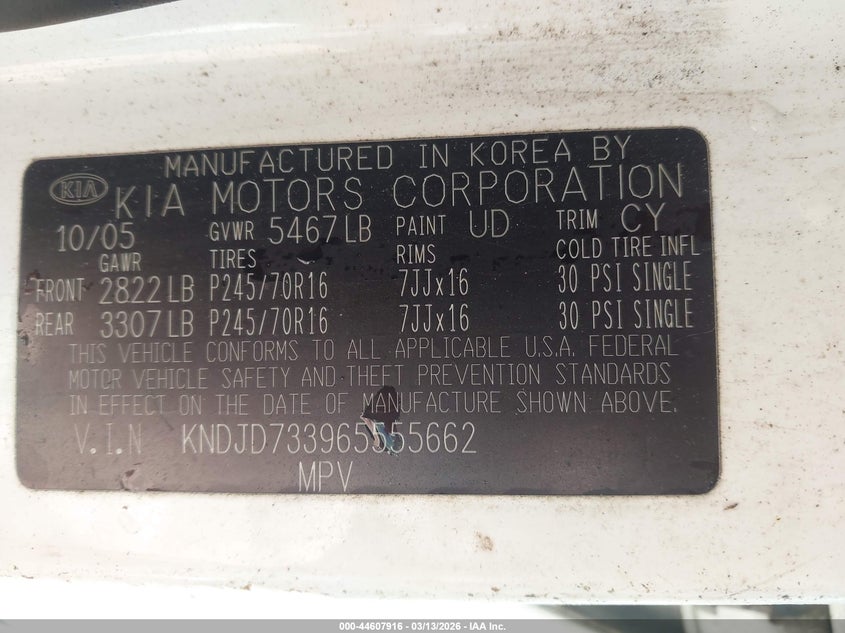 MANUFACTURED IN KOREA BY
KIA KIA MOTORS CORPORATION
10/05 GVWR 5467LB PAINT UD TRIM CY
GAWR TIRES RIMS COLD TIRE INFL
FRONT 2822LB P245/70R16 7JJx16 30 PSI SINGLE
REAR 3307LB P245/70R16 7JJx16 30 PSI SINGLE
THIS VEHICLE CONFORMS TO ALL APPLICABLE U.S.A. FEDERAL
MOTOR VEHICLE SAFETY AND THEFT PREVENTION STANDARDS
IN EFFECT ON THE DATE OF MANUFACTURE SHOWN ABOVE.
V.I.N KNDJD733965555662
MPV
000-44607916 - 03/13/2026 - IAA Inc.